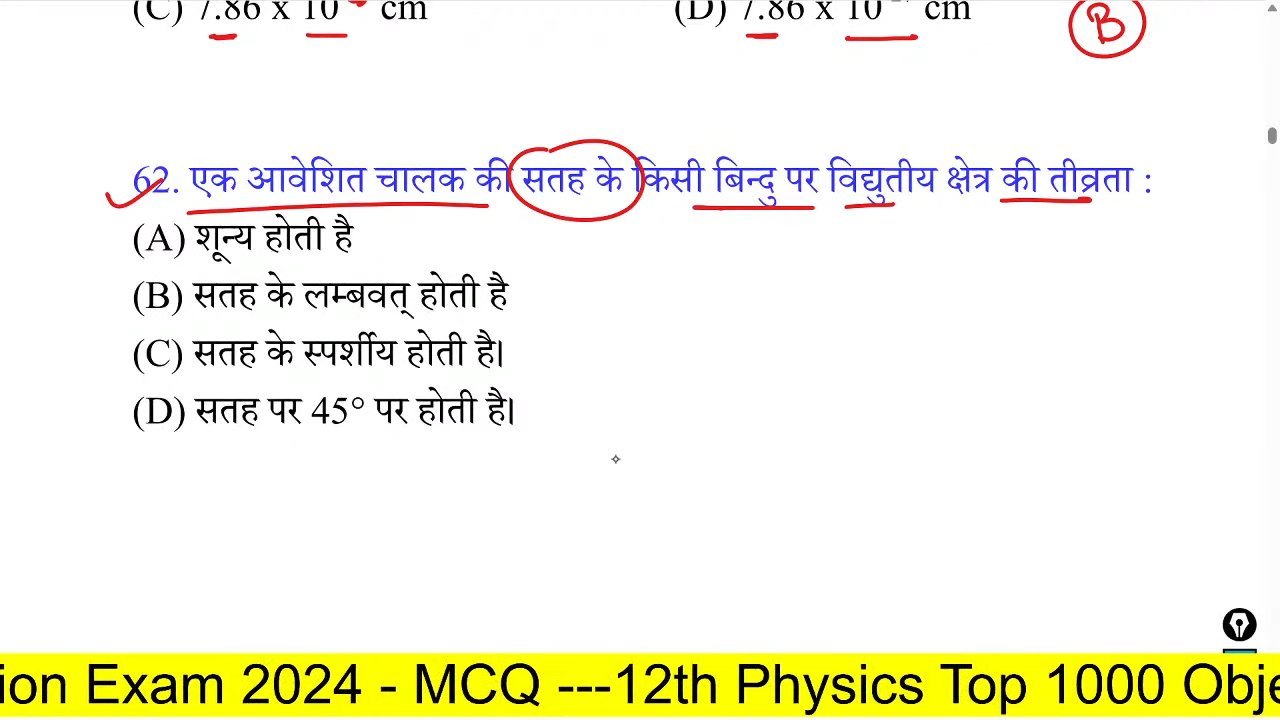 (C) 7.86 x 10 cm (D) 7.86 x 10 cm
B
62. एक आवेशित चालक की सतह के किसी बिन्दु पर विद्युतीय क्षेत्र की तीव्रता :
(A) शून्य होती है
(B) सतह के लम्बवत् होती है
(C) सतह के स्पर्शीय होती है।
(D) सतह पर 45° पर होती है।
ion Exam 2024 - MCQ ---12th Physics Top 1000 Obje